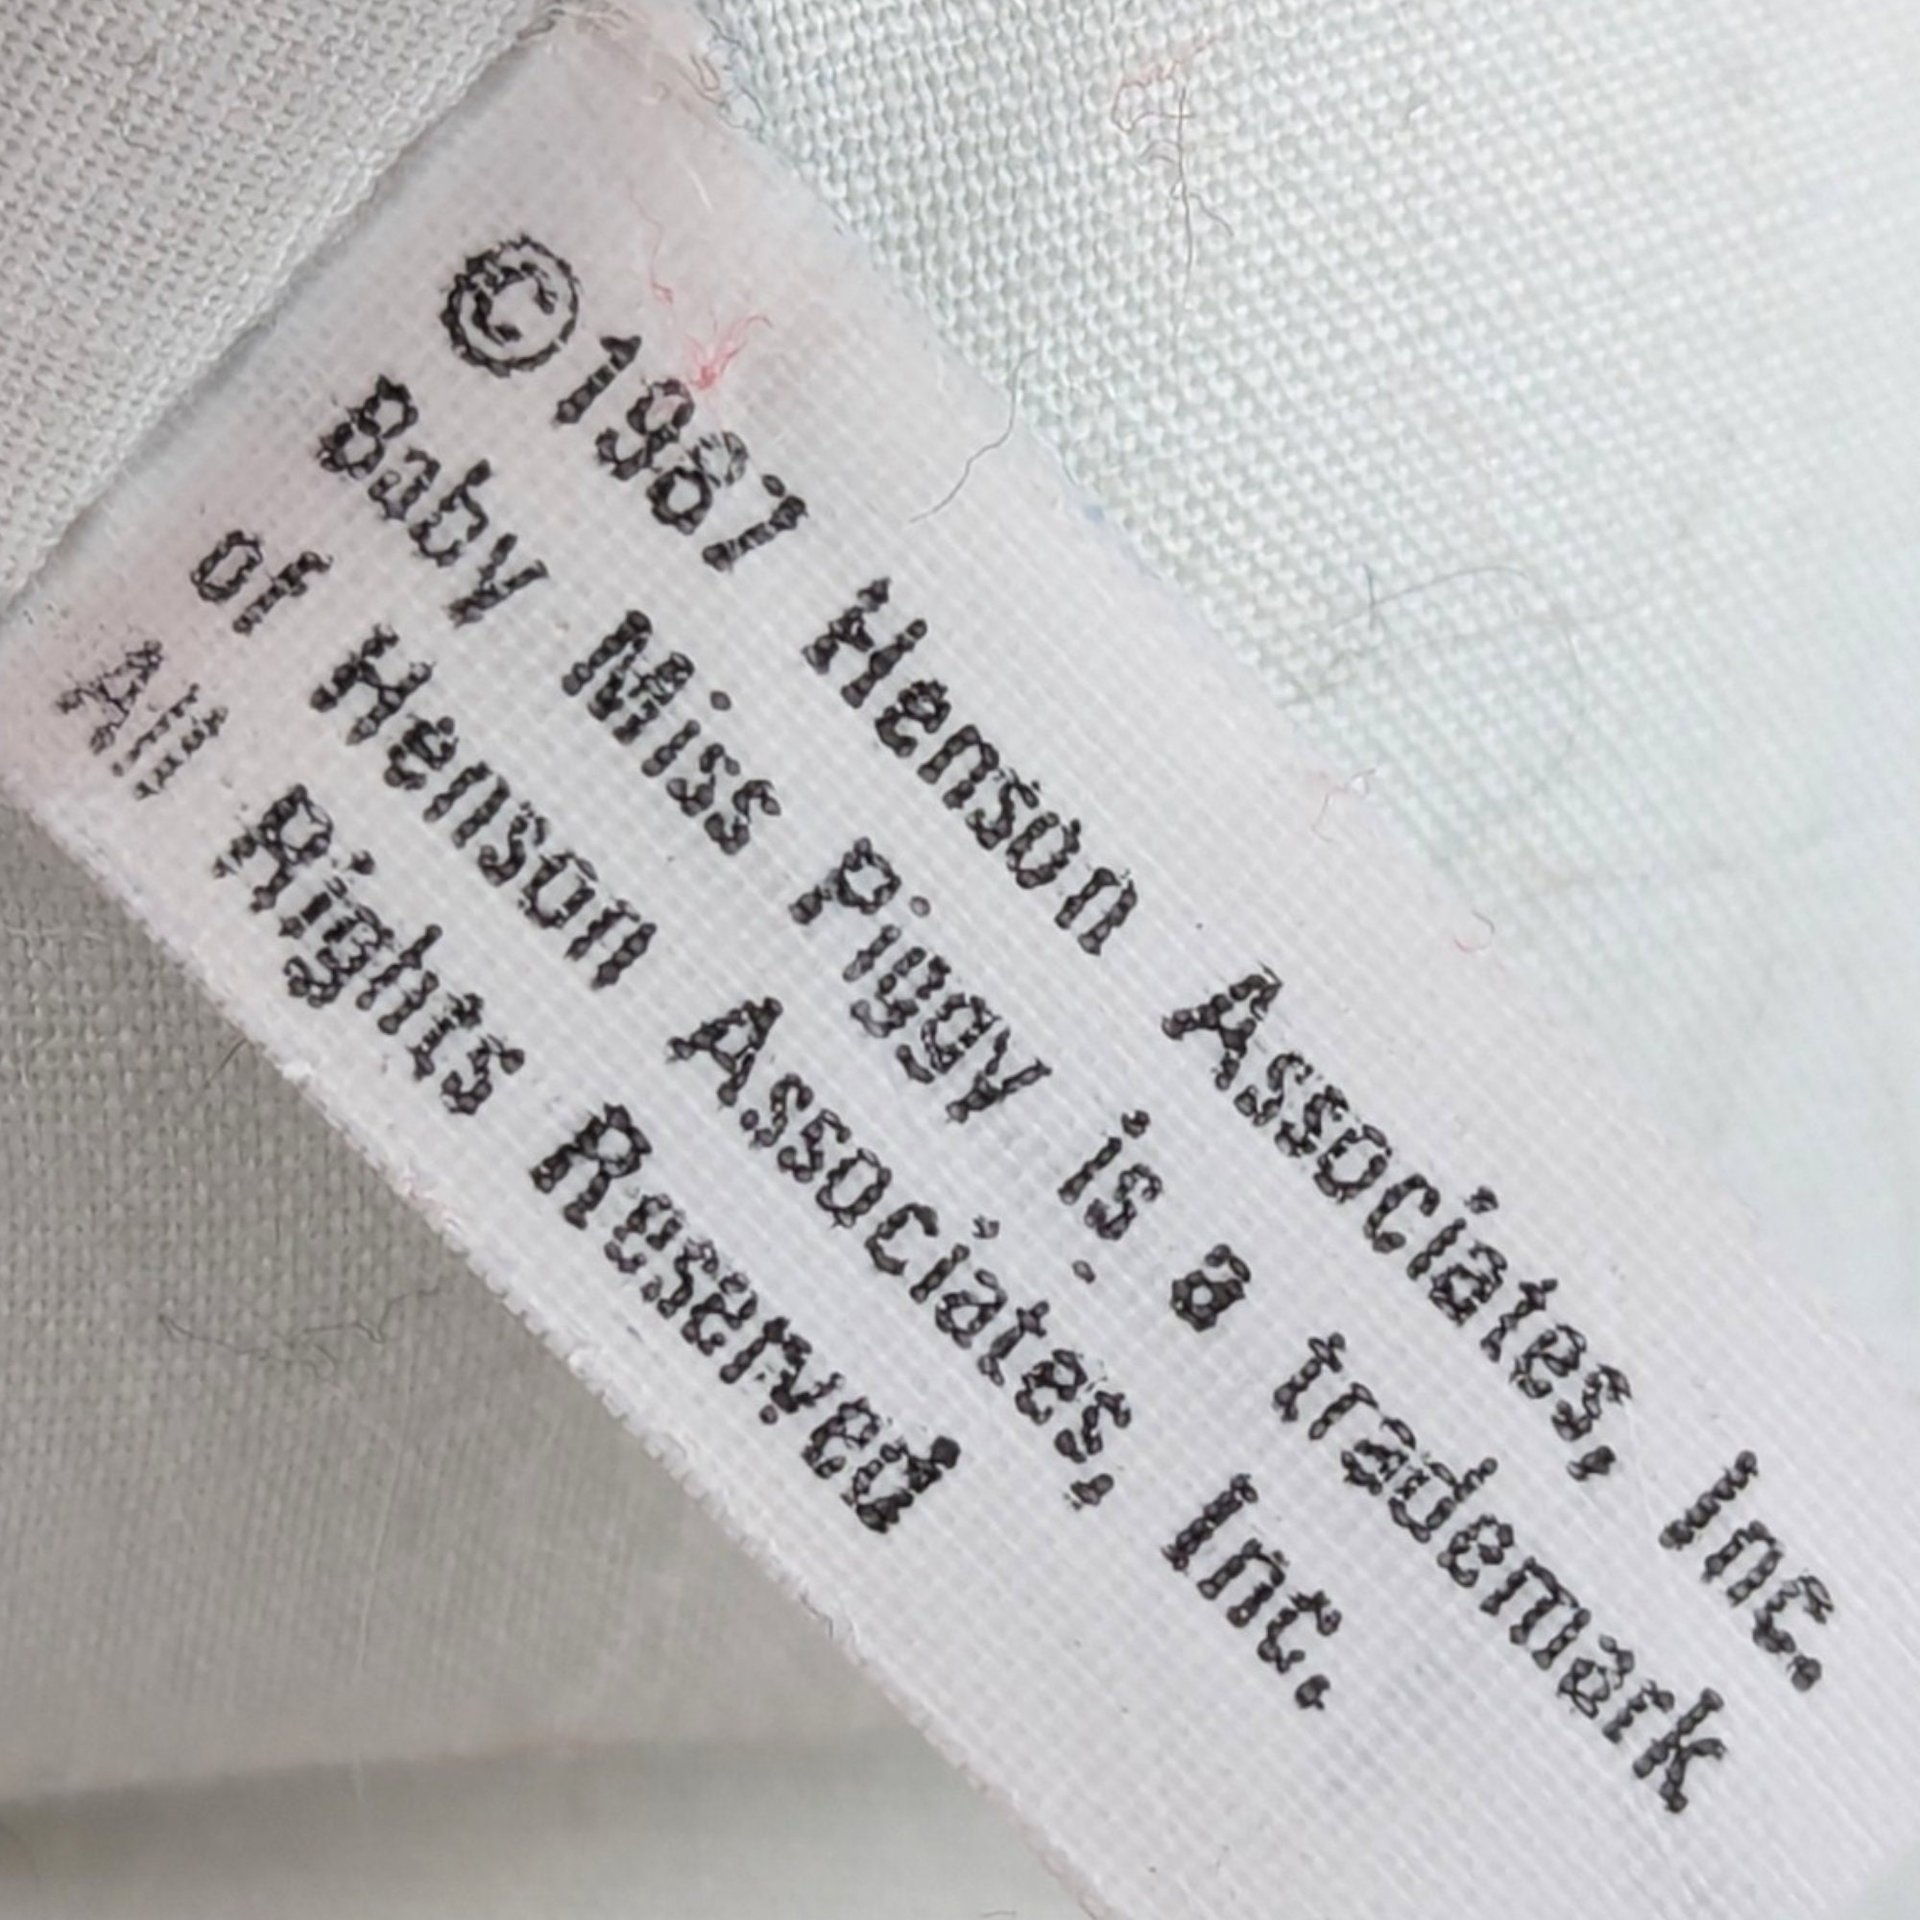 ©1987 Henson Associates, Inc.
Baby Miss Piggy is a trademark
of Henson Associates, Inc.
All Rights Reserved